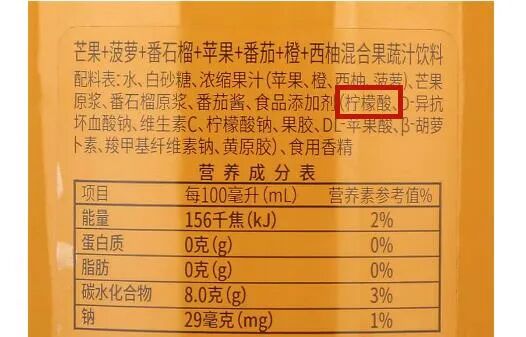 芒果+菠萝+番石榴+苹果+番茄+橙+西柚混合果蔬汁饮料
配料表:水、白砂糖、浓缩果汁(苹果、橙、西柚、菠萝)、芒果
原浆、番石榴原浆、番茄酱、食品添加剂(柠檬酸、D-异抗
坏血酸钠、维生素C、柠檬酸钠、果胶、DL-苹果酸、β-胡萝
卜素、羧甲基纤维素钠、黄原胶)、食用香精
营养成分表
项目 每100毫升(mL) 营养素参考值%
能量 156千焦(kJ) 2%
蛋白质 0克(g) 0%
脂肪 0克(g) 0%
碳水化合物 8.0克(g) 3%
钠 29毫克(mg) 1%